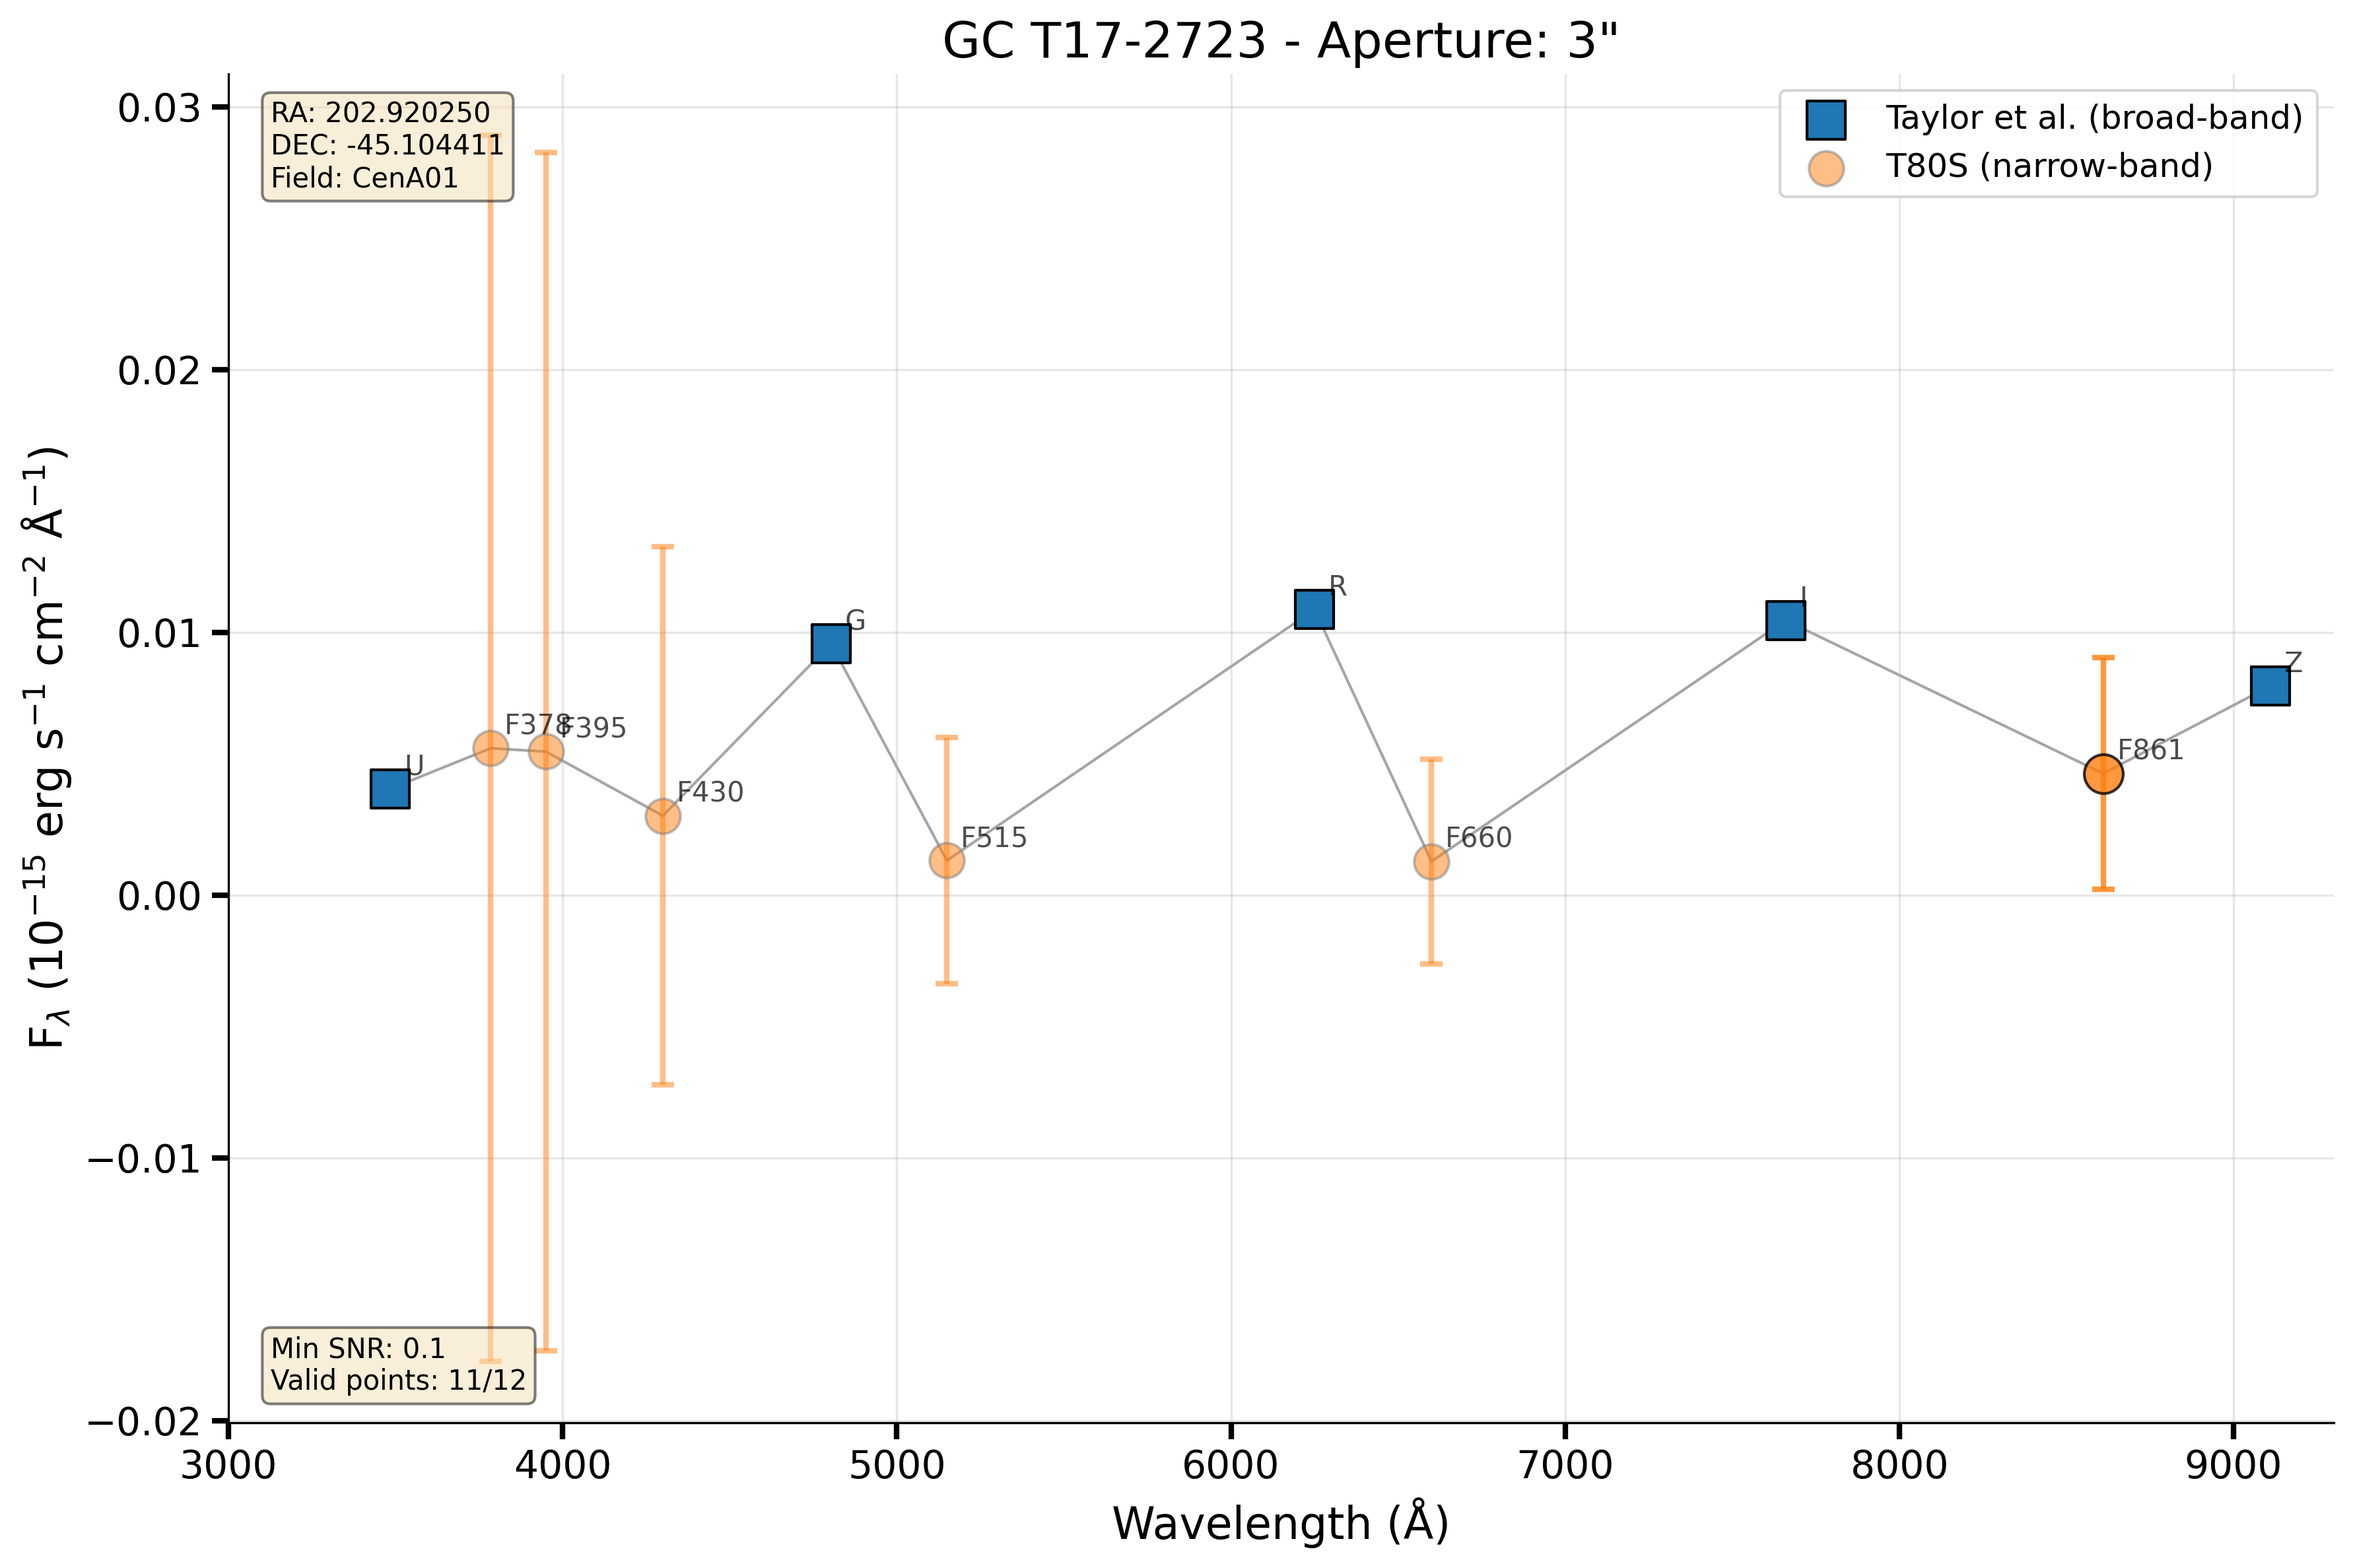 GC T17-2723 - Aperture: 3"
RA: 202.920250
DEC: -45.104411
Field: CenA01
Taylor et al. (broad-band)
T80S (narrow-band)
0.03
0.02
0.01
0.00
−0.01
−0.02
F_λ (10⁻¹⁵ erg s⁻¹ cm⁻² Å⁻¹)
U
F378
F395
F430
G
F515
R
F660
I
F861
Z
Min SNR: 0.1
Valid points: 11/12
3000 4000 5000 6000 7000 8000 9000
Wavelength (Å)